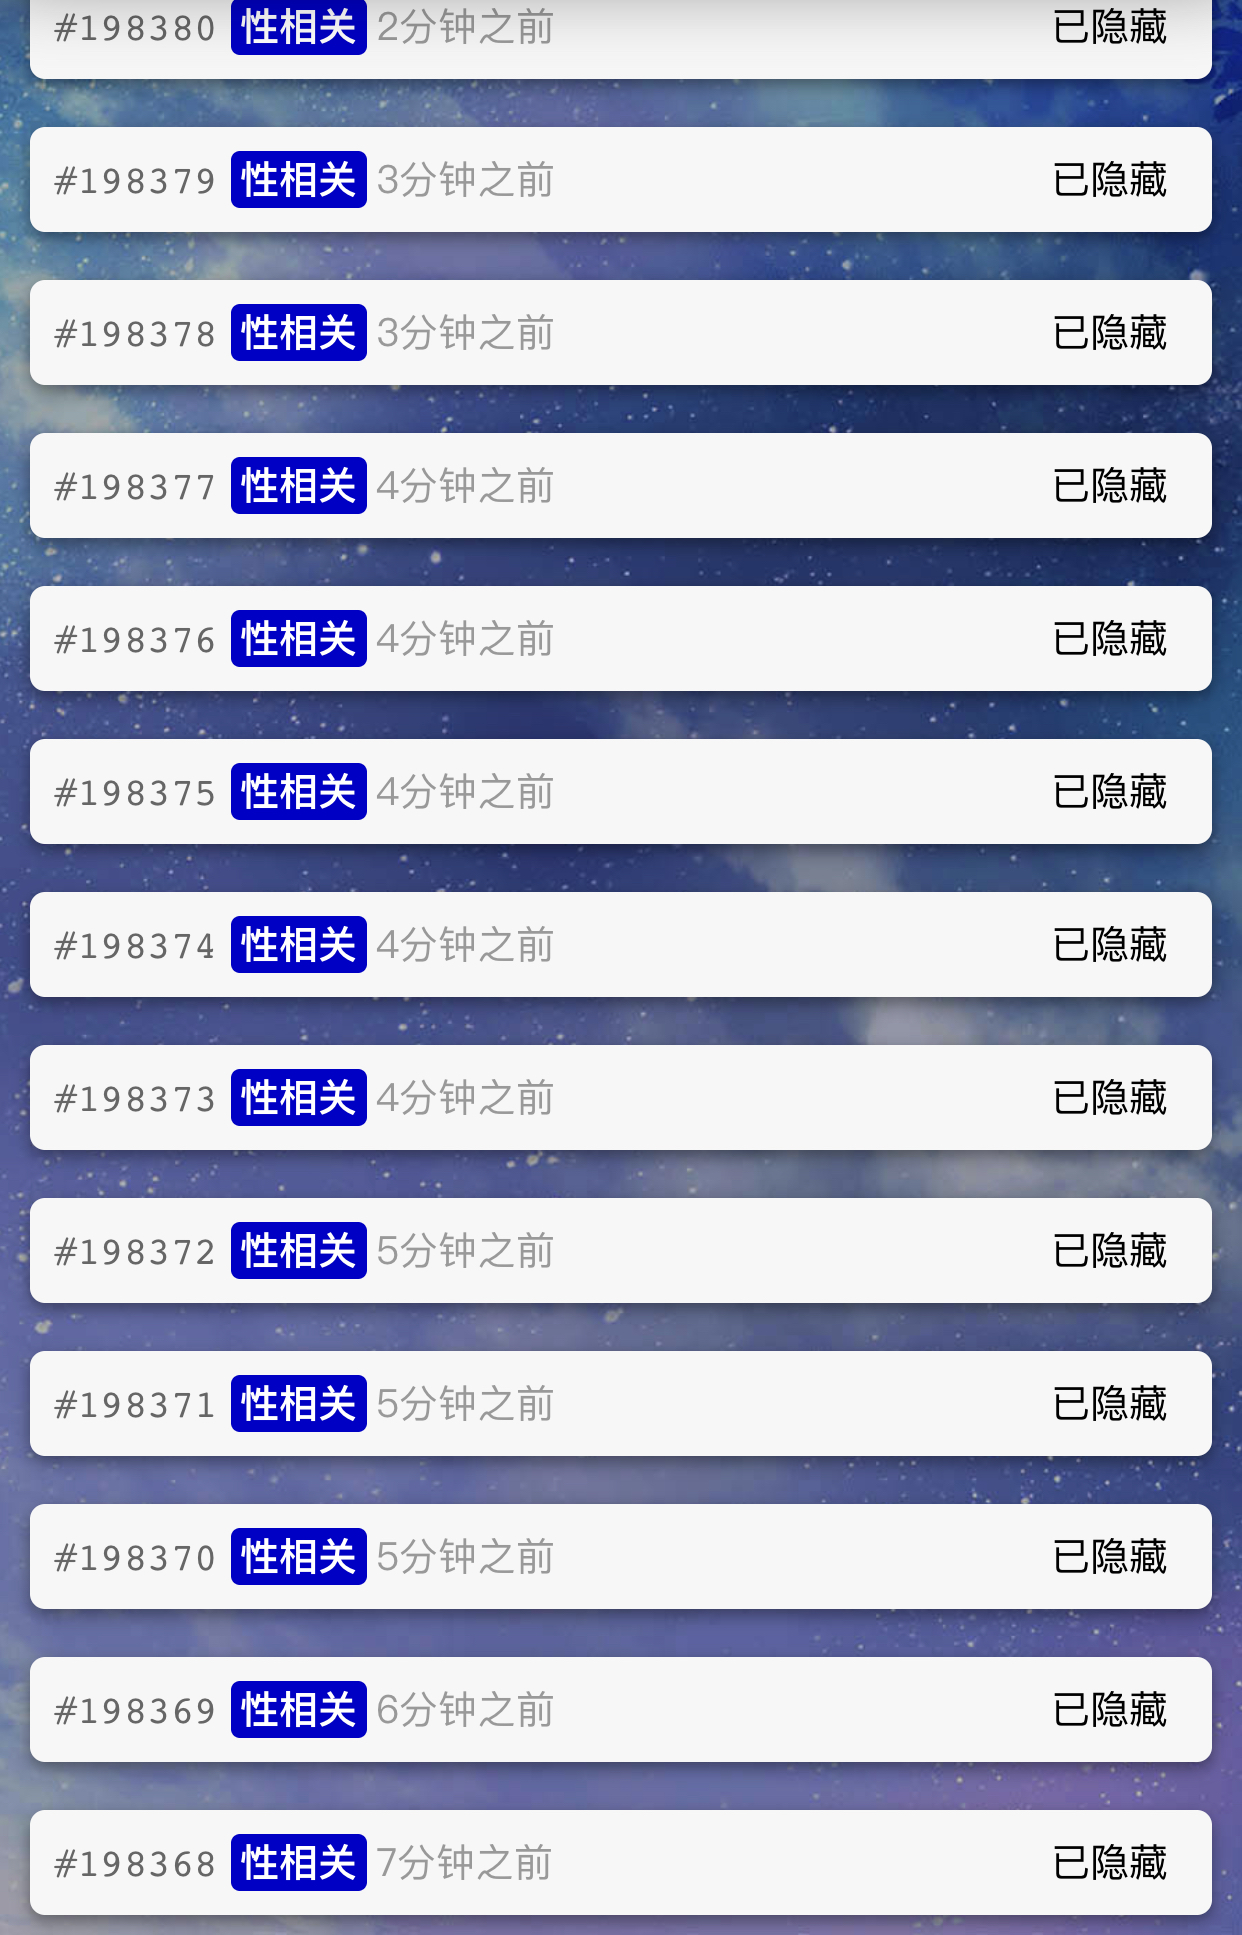 #198380 性相关 2分钟之前 已隐藏
#198379 性相关 3分钟之前 已隐藏
#198378 性相关 3分钟之前 已隐藏
#198377 性相关 4分钟之前 已隐藏
#198376 性相关 4分钟之前 已隐藏
#198375 性相关 4分钟之前 已隐藏
#198374 性相关 4分钟之前 已隐藏
#198373 性相关 4分钟之前 已隐藏
#198372 性相关 5分钟之前 已隐藏
#198371 性相关 5分钟之前 已隐藏
#198370 性相关 5分钟之前 已隐藏
#198369 性相关 6分钟之前 已隐藏
#198368 性相关 7分钟之前 已隐藏